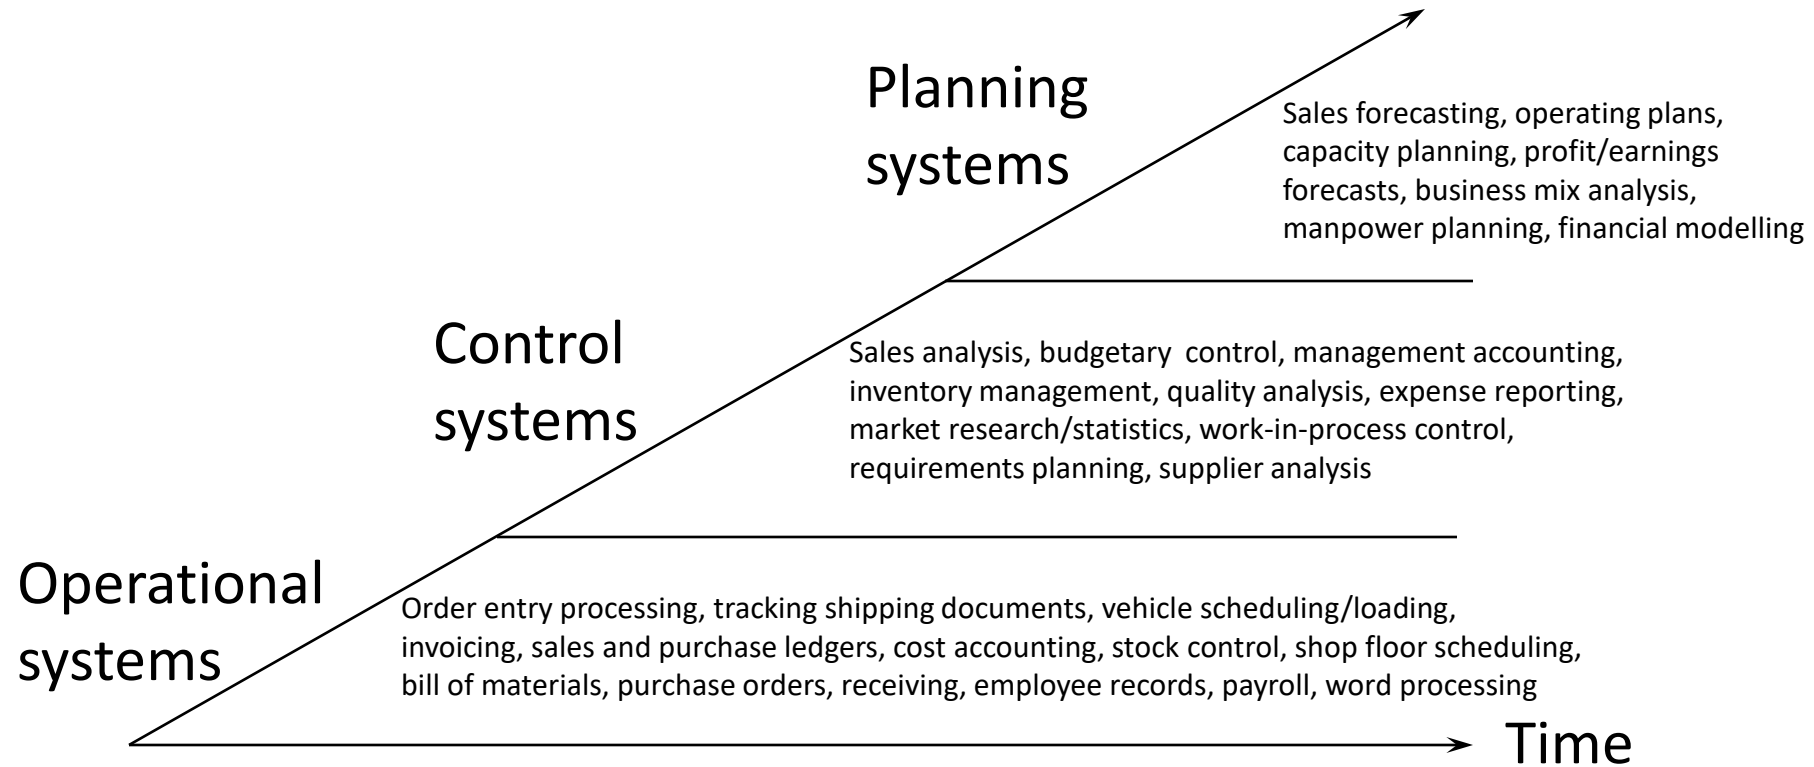 Planning
systems
Sales forecasting, operating plans,
capacity planning, profit/earnings
forecasts, business mix analysis,
manpower planning, financial modelling
Control
systems
Sales analysis, budgetary  control, management accounting,
inventory management, quality analysis, expense reporting,
market research/statistics, work-in-process control,
requirements planning, supplier analysis
Operational
systems
Order entry processing, tracking shipping documents, vehicle scheduling/loading,
invoicing, sales and purchase ledgers, cost accounting, stock control, shop floor scheduling,
bill of materials, purchase orders, receiving, employee records, payroll, word processing
Time